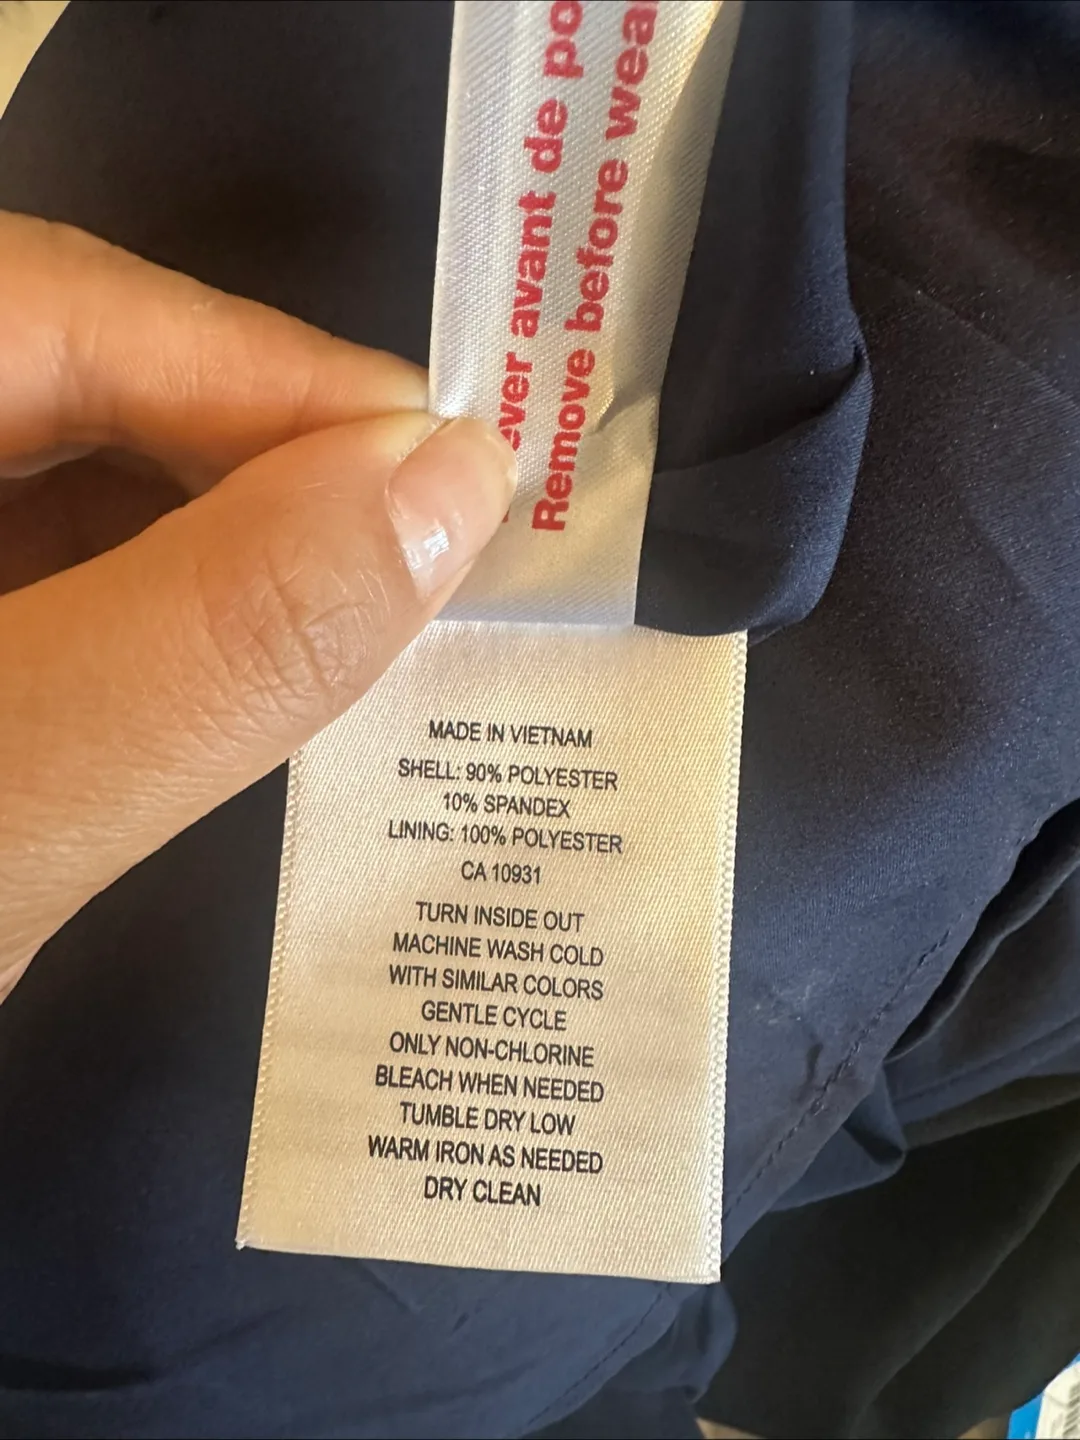 ever avant de po
Remove before wea
MADE IN VIETNAM
SHELL: 90% POLYESTER
10% SPANDEX
LINING: 100% POLYESTER
CA 10931
TURN INSIDE OUT
MACHINE WASH COLD
WITH SIMILAR COLORS
GENTLE CYCLE
ONLY NON-CHLORINE
BLEACH WHEN NEEDED
TUMBLE DRY LOW
WARM IRON AS NEEDED
DRY CLEAN